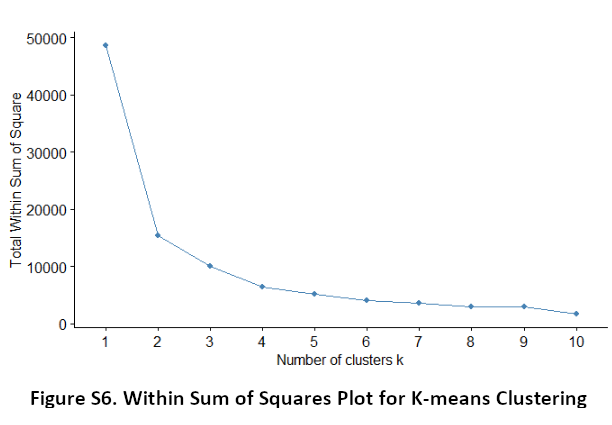 50000
40000
30000
20000
10000
0
Total Within Sum of Square
1 2 3 4 5 6 7 8 9 10
Number of clusters k
Figure S6. Within Sum of Squares Plot for K-means Clustering